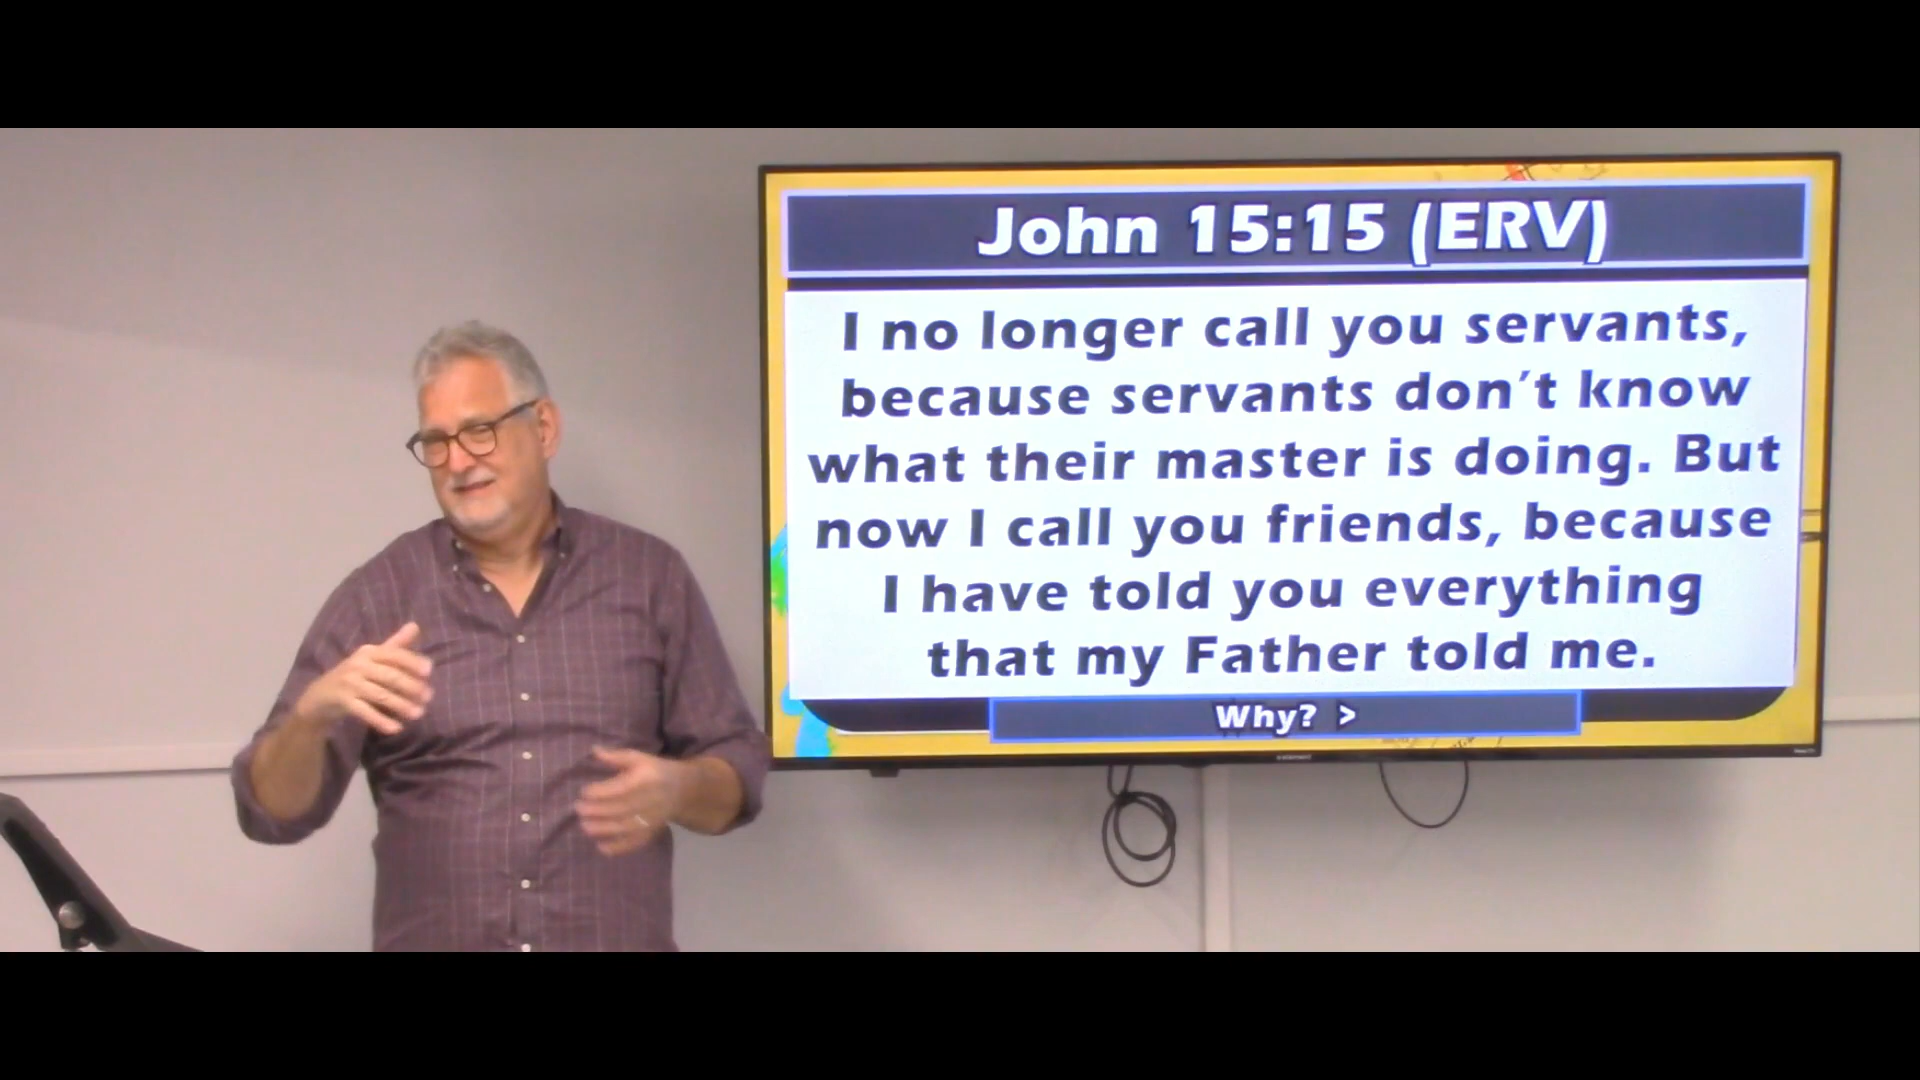 John 15:15 (ERV)
I no longer call you servants,
because servants don't know
what their master is doing. But
now I call you friends, because
I have told you everything
that my Father told me.
Why? >